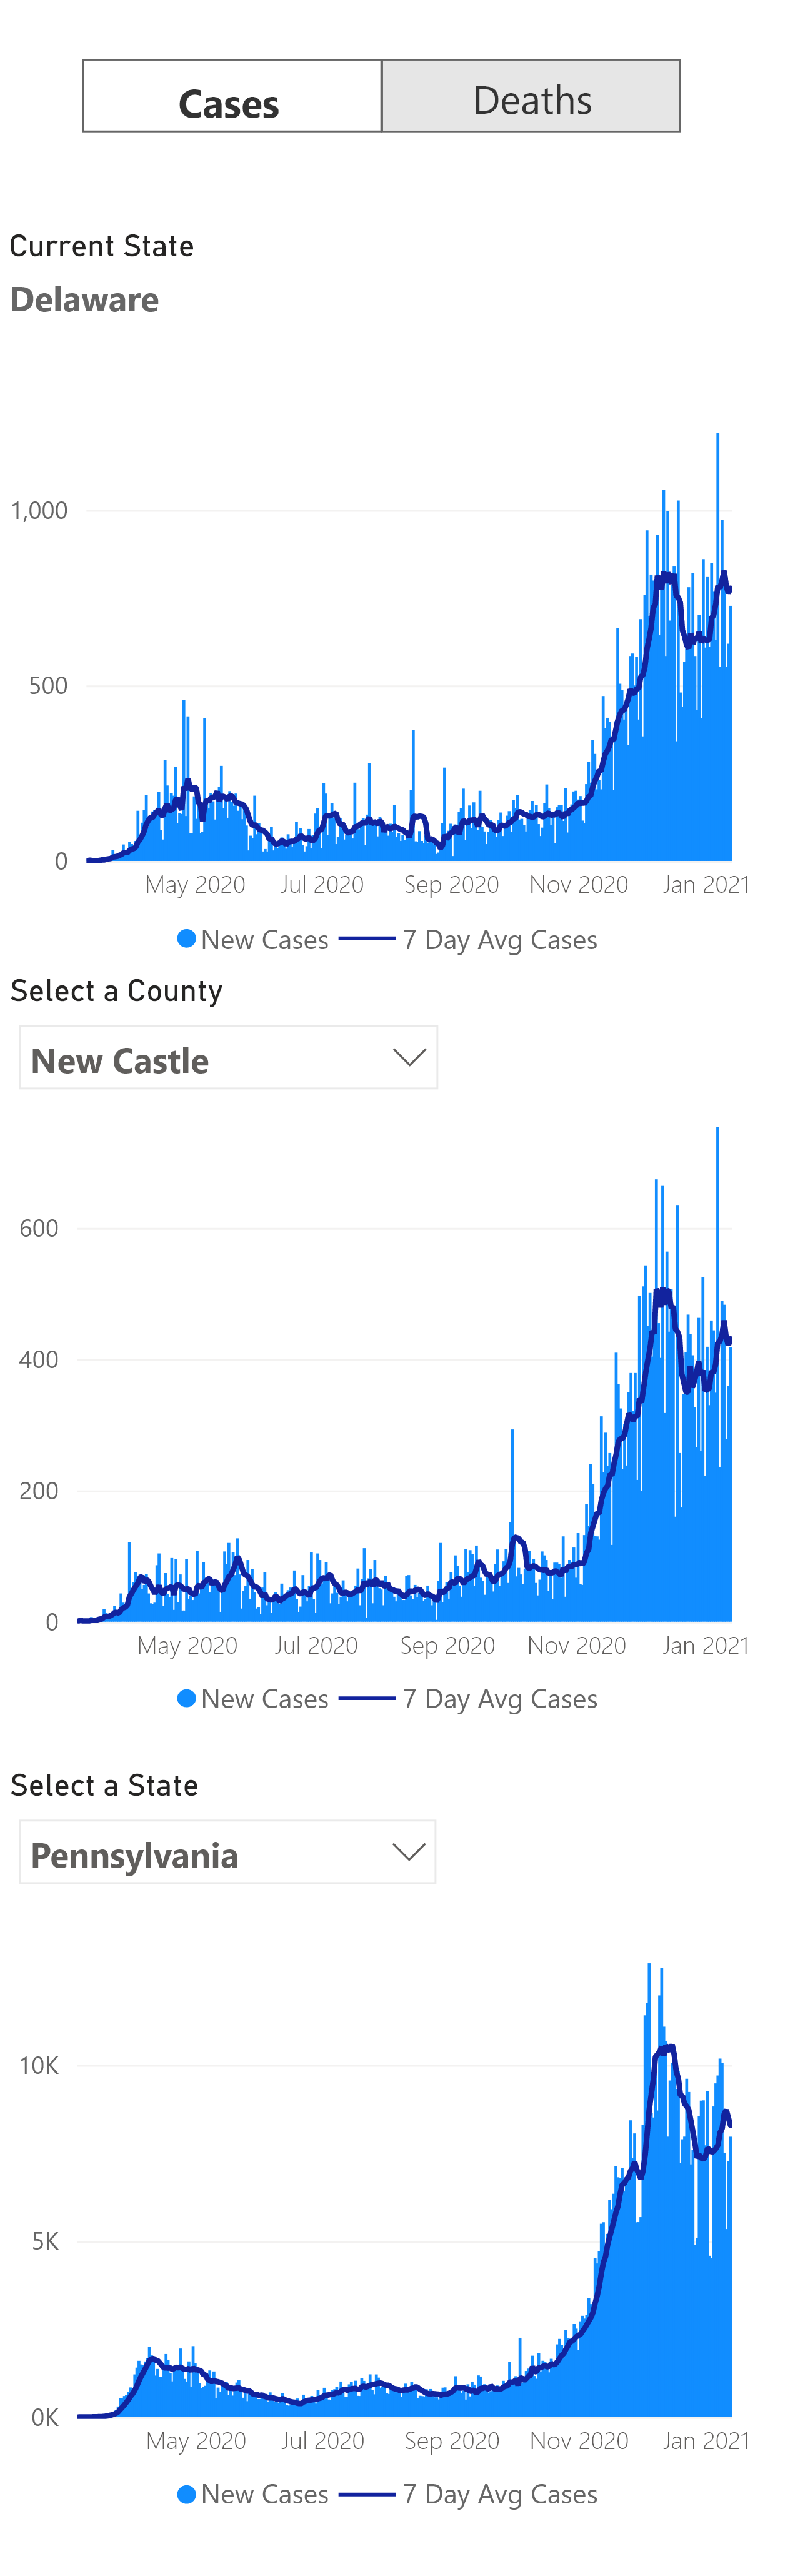 Cases Deaths
Current State
Delaware
1,000
500
0
May 2020 Jul 2020 Sep 2020 Nov 2020 Jan 2021
New Cases 7 Day Avg Cases
Select a County
New Castle
600
400
200
0
May 2020 Jul 2020 Sep 2020 Nov 2020 Jan 2021
New Cases 7 Day Avg Cases
Select a State
Pennsylvania
10K
5K
0K
May 2020 Jul 2020 Sep 2020 Nov 2020 Jan 2021
New Cases 7 Day Avg Cases